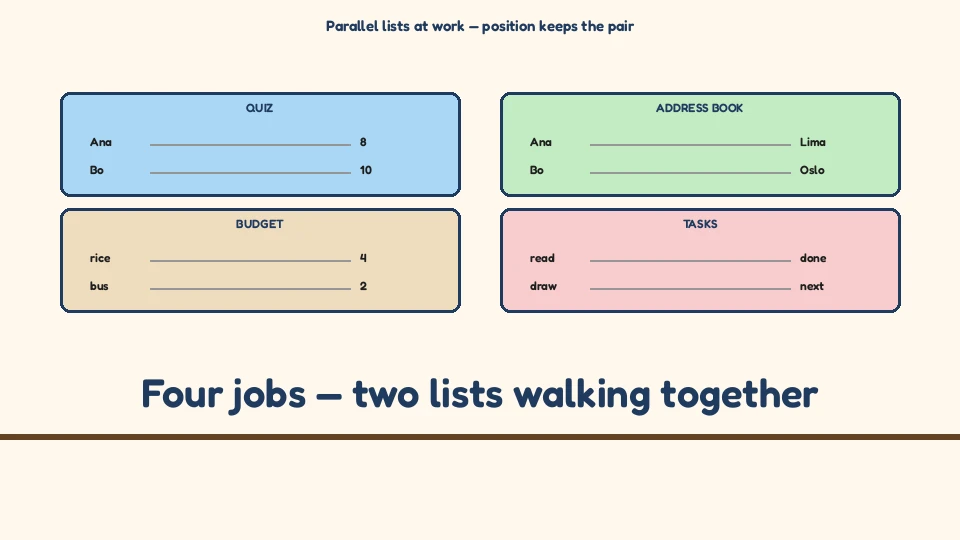 Parallel lists at work — position keeps the pair
QUIZ
Ana 8
Bo 10
ADDRESS BOOK
Ana Lima
Bo Oslo
BUDGET
rice 4
bus 2
TASKS
read done
draw next
Four jobs — two lists walking together